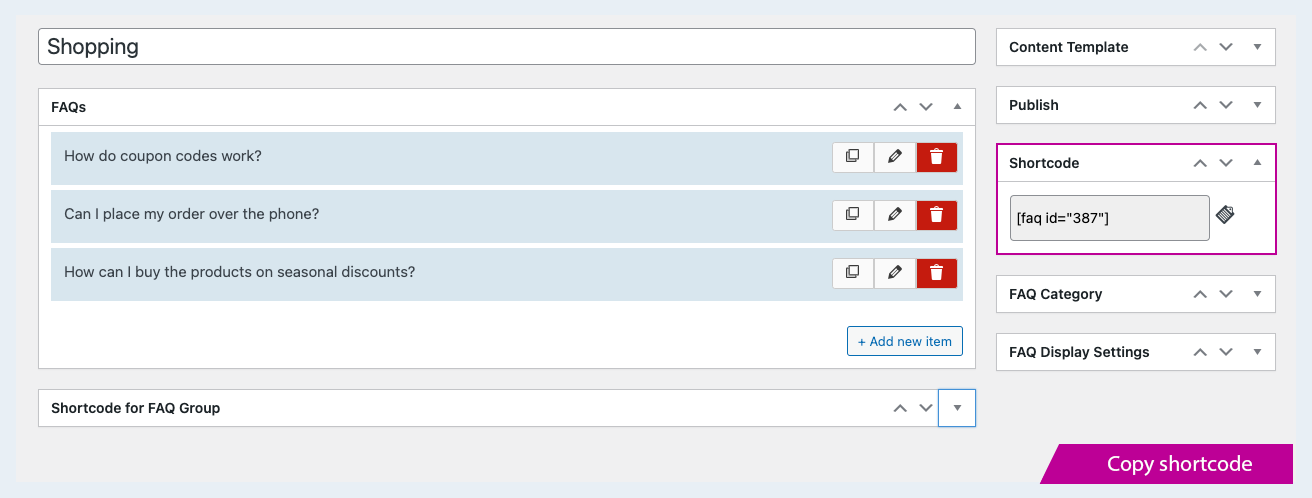 Shopping
FAQs
How do coupon codes work?
Can I place my order over the phone?
How can I buy the products on seasonal discounts?
+ Add new item
Shortcode for FAQ Group
Content Template
Publish
Shortcode
[faq id="387"]
FAQ Category
FAQ Display Settings
Copy shortcode